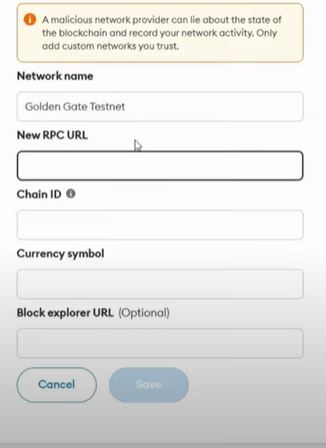 A malicious network provider can lie about the state of
the blockchain and record your network activity. Only
add custom networks you trust.
Network name
Golden Gate Testnet
New RPC URL
Chain ID
Currency symbol
Block explorer URL (Optional)
Cancel Save